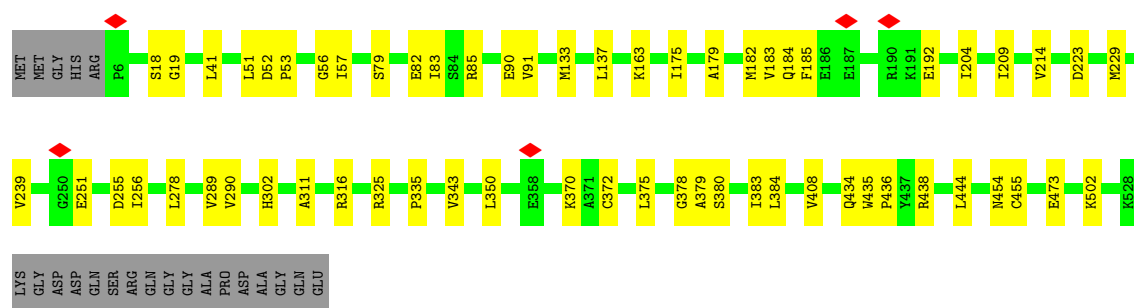 MET MET GLY HIS ARG P6 S18 G19 L41 L51 D52 P53 G56 I57 S79 E82 I83 S84 R85 E90 V91 M133 L137 K163 I175 A179 M182 V183 Q184 F185 E186 E187 R190 K191 E192 I204 I209 V214 D223 M229
V239 G250 E251 D255 I256 L278 V289 V290 H302 A311 R316 R325 P335 V343 L350 E358 K370 A371 C372 L375 G378 A379 S380 I383 L384 V408 Q434 W435 P436 Y437 R438 L444 N454 C455 E473 K502 K528
LYS GLY ASP ASP GLN SER ARG GLN GLY GLY ALA PRO ASP ALA GLY GLN GLU